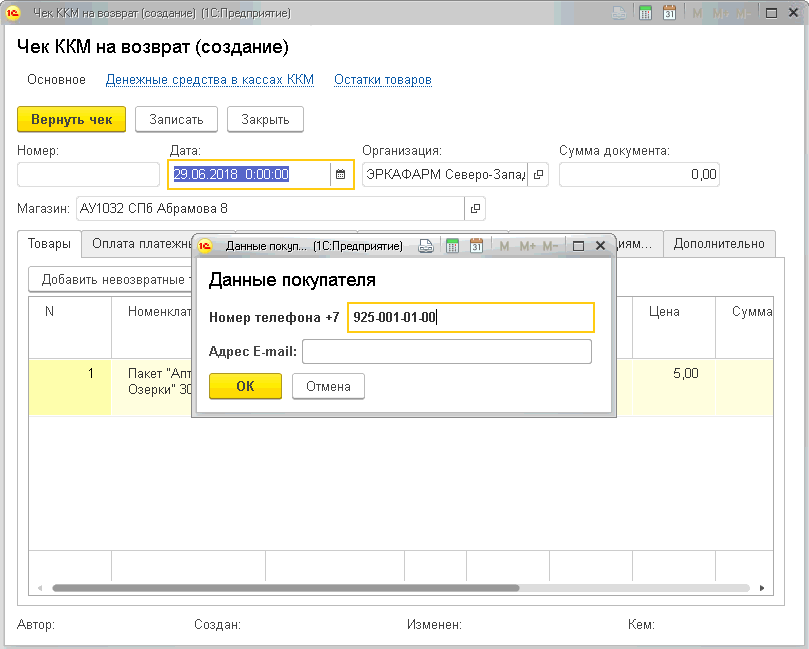 Чек ККМ на возврат (создание) (1С:Предприятие)
M M+ M-
Чек ККМ на возврат (создание)
Основное Денежные средства в кассах ККМ Остатки товаров
Вернуть чек Записать Закрыть
Номер: Дата: Организация: Сумма документа:
29.06.2018 0:00:00 ЭРКАФАРМ Северо-Запад 0,00
Магазин: АУ1032 СПб Абрамова 8
Товары Оплата платежны иям... Дополнительно
Добавить невозвратные
N Номенклат Цена Сумма
1 Пакет "Апт 5,00
Озерки" 30
Данные покуп... (1С:Предприятие) M M+ M-
Данные покупателя
Номер телефона +7 925-001-01-00
Адрес E-mail:
ОК Отмена
Автор: Создан: Изменен: Кем: